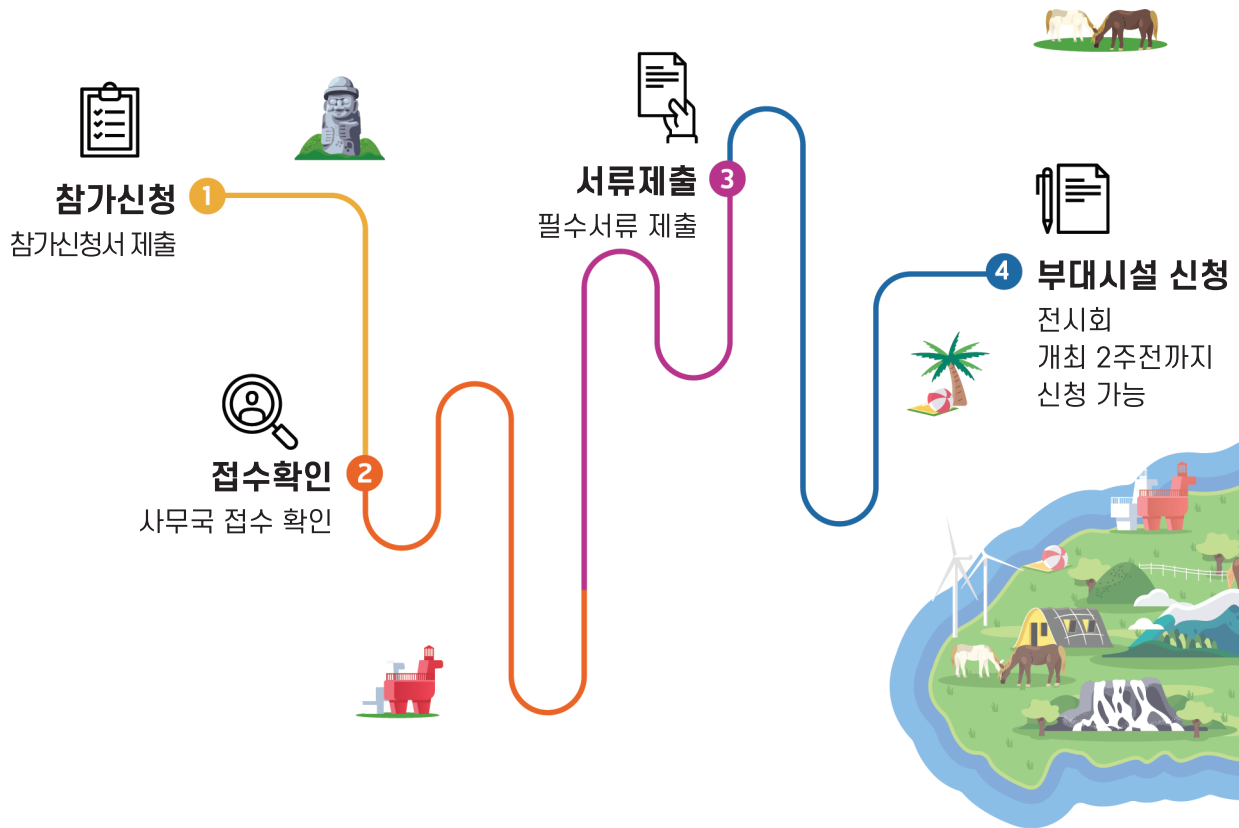 참가신청 1
참가신청서 제출
접수확인 2
사무국 접수 확인
서류제출 3
필수서류 제출
4 부대시설 신청
전시회
개최 2주전까지
신청 가능